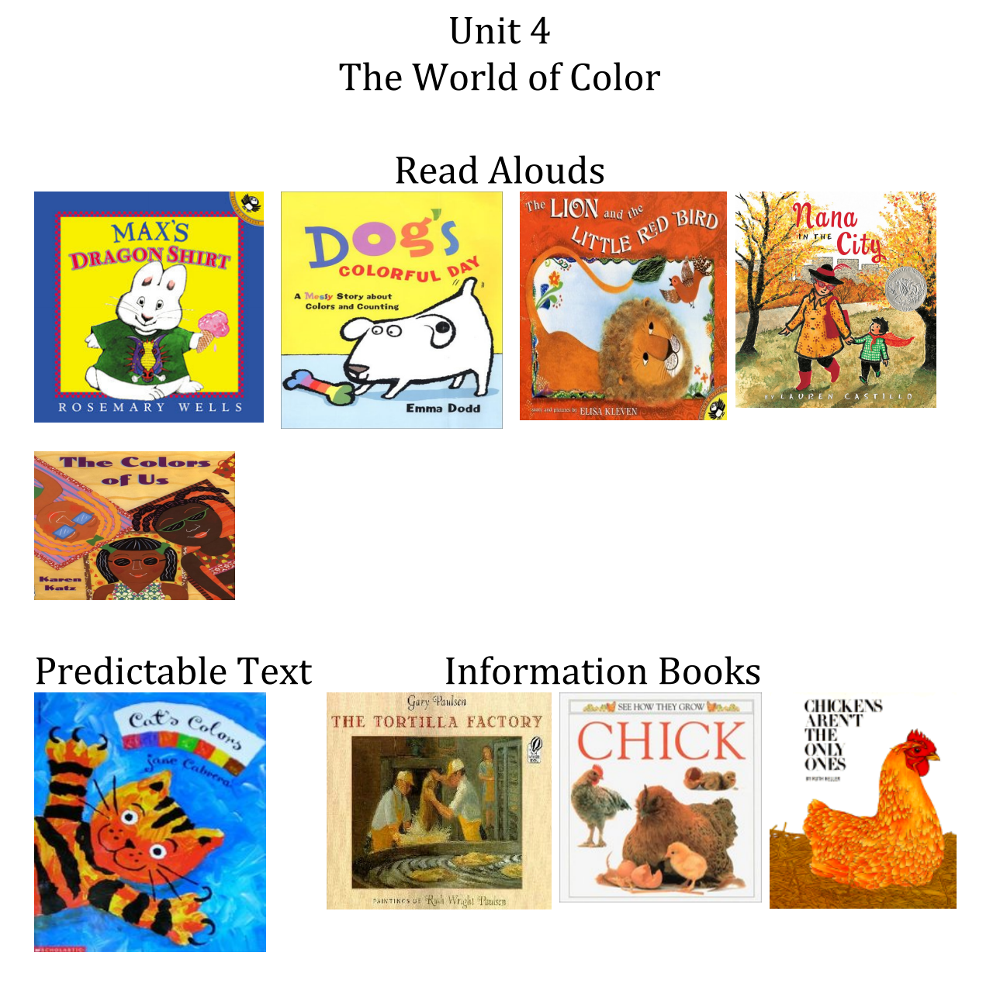 Unit 4
The World of Color
Read Alouds
MAX'S
DRAGON SHIRT
ROSEMARY WELLS
DOg's
COLORFUL DAY
A Messy Story about
Colors and Counting
Emma Dodd
The LION and the
LITTLE RED BIRD
story and pictures by ELISA KLEVEN
Nana
IN THE
City
BY LAUREN CASTILLO
The Colors
of Us
Karen
Katz
Predictable Text
Information Books
Cat's Colors
jane Cabrera
SCHOLASTIC
Gary Paulsen
THE TORTILLA FACTORY
PAINTINGS BY Ruth Wright Paulsen
SEE HOW THEY GROW
CHICK
CHICKENS
AREN'T
THE
ONLY
ONES
BY RUTH HELLER